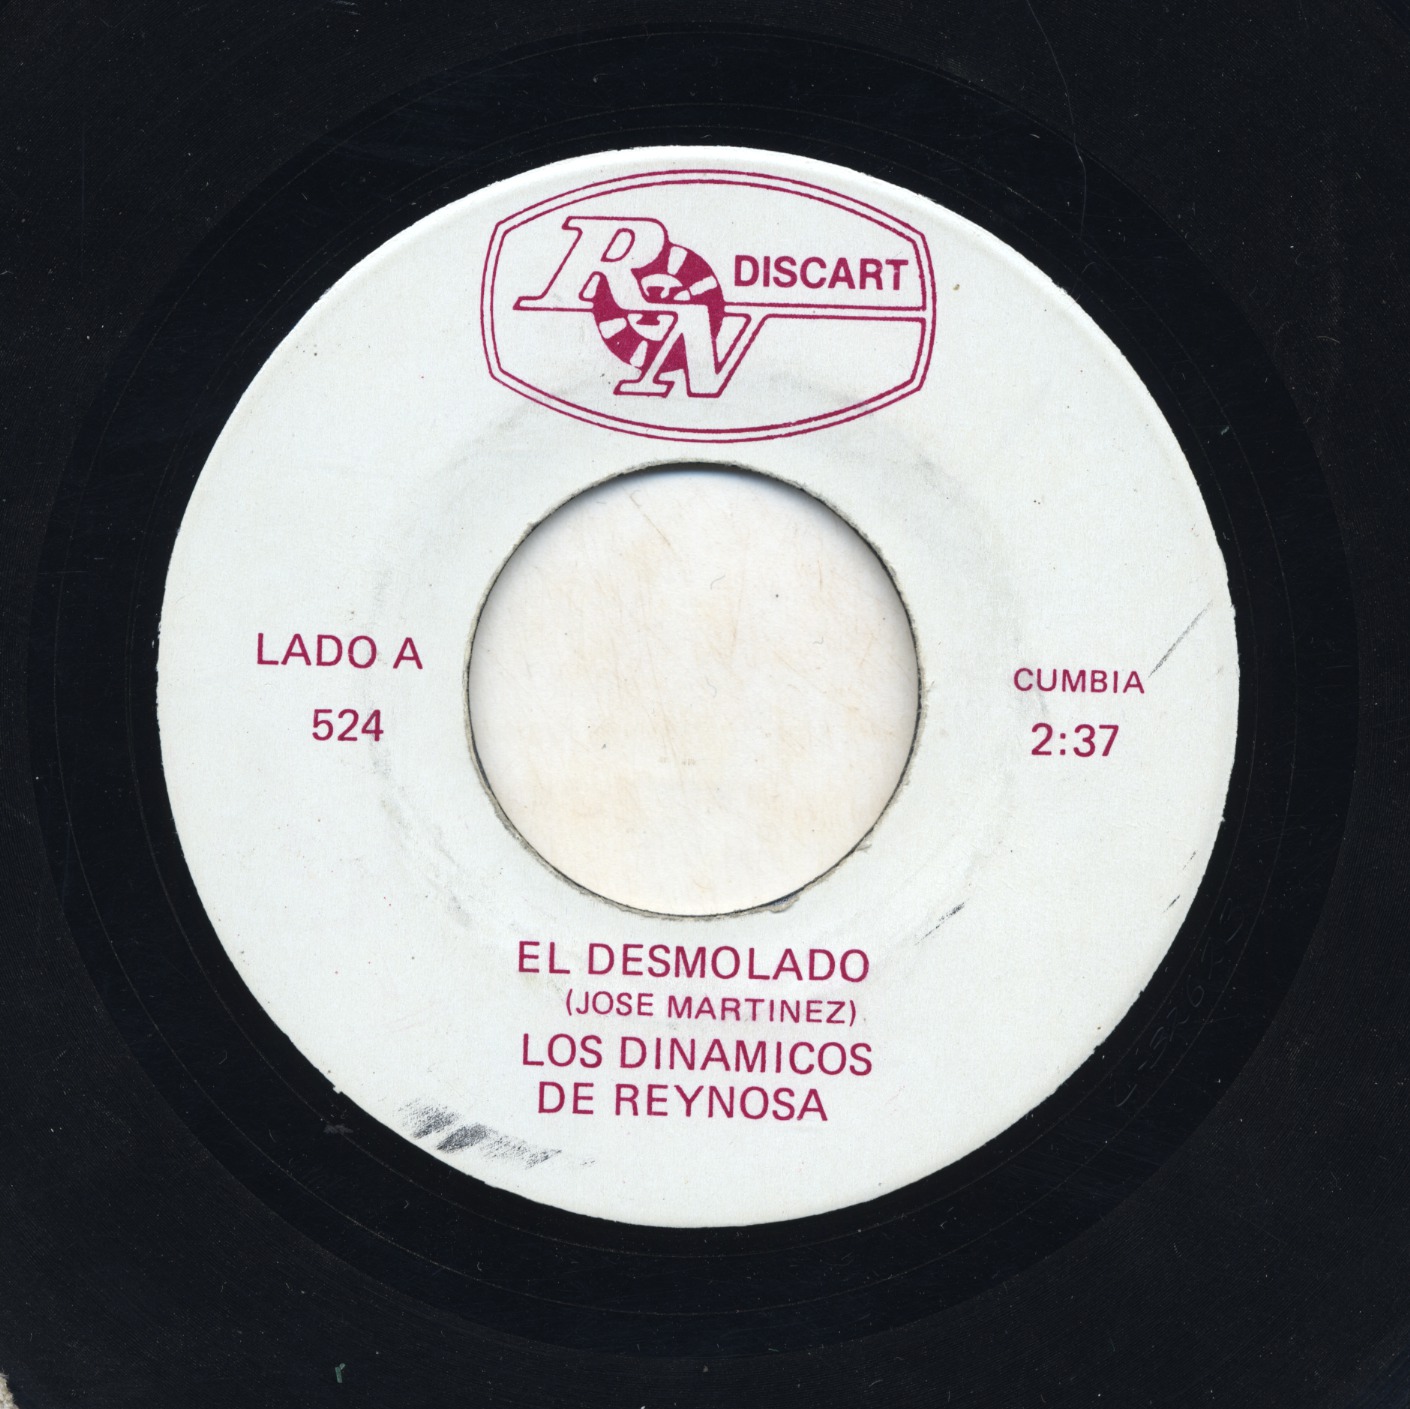 RN DISCART
LADO A
524
CUMBIA
2:37
EL DESMOLADO
(JOSE MARTINEZ)
LOS DINAMICOS
DE REYNOSA